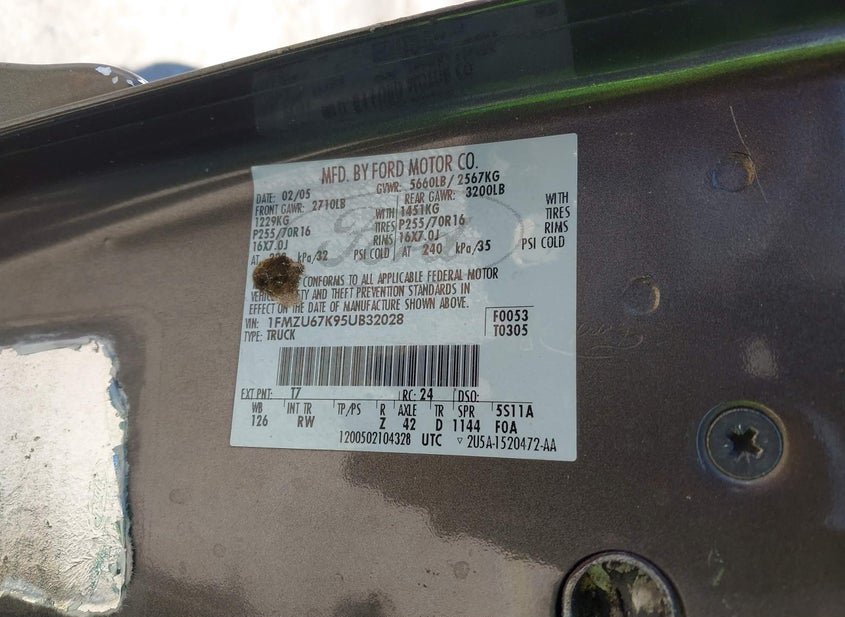 MFD. BY FORD MOTOR CO.
DATE: 02/05 GVWR: 5660LB/ 2567KG
FRONT GAWR: 2710LB REAR GAWR: 3200LB
1229KG WITH 1451KG WITH
P255/70R16 TIRES P255/70R16 TIRES
16X7.0J RIMS 16X7.0J RIMS
AT kPa/32 PSI COLD AT 240 kPa/35 PSI COLD
Ford
CONFORMS TO ALL APPLICABLE FEDERAL MOTOR
AND THEFT PREVENTION STANDARDS IN
EFFECT ON THE DATE OF MANUFACTURE SHOWN ABOVE.
VIN: 1FMZU67K95UB32028 F0053
TYPE: TRUCK T0305
EXT PNT: T7 RC: 24 DSO:
WB INT TR TP/PS R AXLE TR SPR 5S11A
126 RW Z 42 D 1144 F0A
1200502104328 UTC ▽ 2U5A-1520472-AA